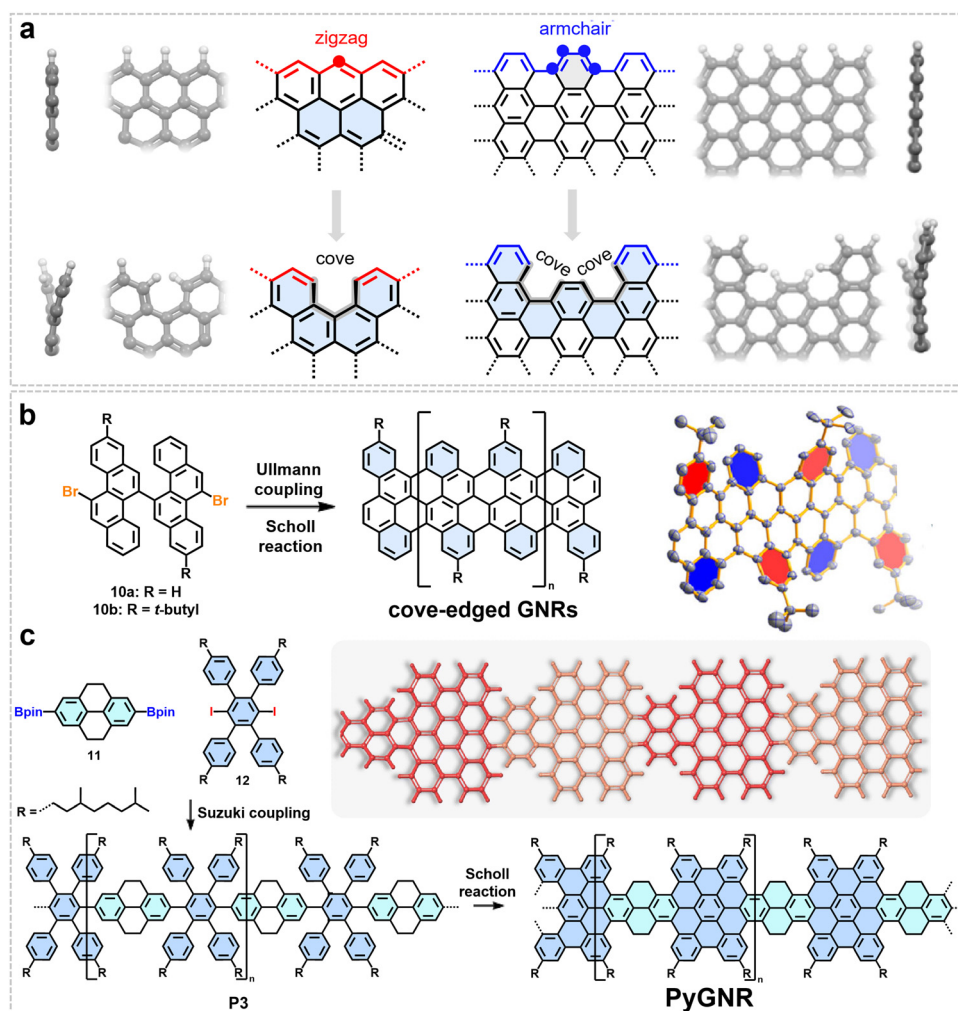 a
zigzag
armchair
cove
cove cove
b
R
Br
Br
R
10a: R = H
10b: R = t-butyl
Ullmann
coupling
Scholl
reaction
R
R
R
R
n
cove-edged GNRs
c
R
R
Bpin
Bpin
I
I
11
R
R
12
R =
Suzuki coupling
R
R
R
R
R
R
R
R
R
R
R
R
n
P3
Scholl
reaction
R
R
R
R
R
R
R
R
R
R
n
PyGNR